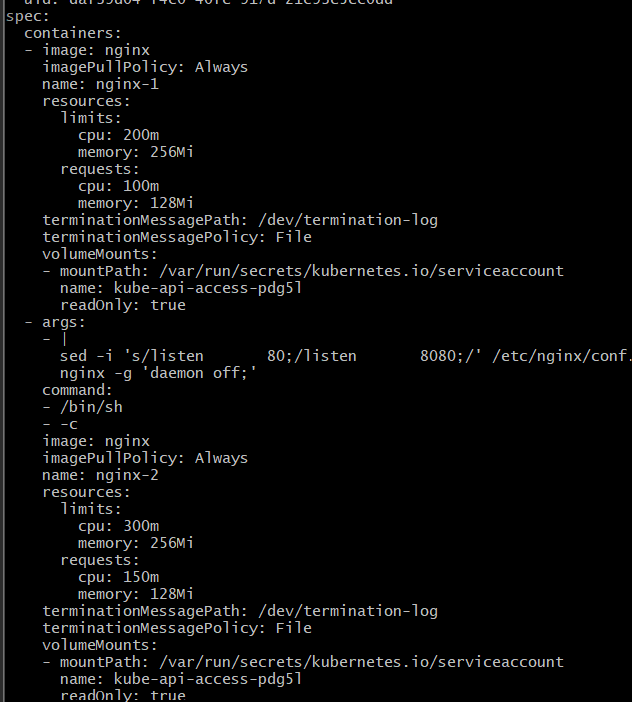 spec:
  containers:
  - image: nginx
    imagePullPolicy: Always
    name: nginx-1
    resources:
      limits:
        cpu: 200m
        memory: 256Mi
      requests:
        cpu: 100m
        memory: 128Mi
    terminationMessagePath: /dev/termination-log
    terminationMessagePolicy: File
    volumeMounts:
    - mountPath: /var/run/secrets/kubernetes.io/serviceaccount
      name: kube-api-access-pdg5l
      readOnly: true
  - args:
    - |
      sed -i 's/listen       80;/listen       8080;/' /etc/nginx/conf.
      nginx -g 'daemon off;'
    command:
    - /bin/sh
    - -c
    image: nginx
    imagePullPolicy: Always
    name: nginx-2
    resources:
      limits:
        cpu: 300m
        memory: 256Mi
      requests:
        cpu: 150m
        memory: 128Mi
    terminationMessagePath: /dev/termination-log
    terminationMessagePolicy: File
    volumeMounts:
    - mountPath: /var/run/secrets/kubernetes.io/serviceaccount
      name: kube-api-access-pdg5l
      readOnly: true